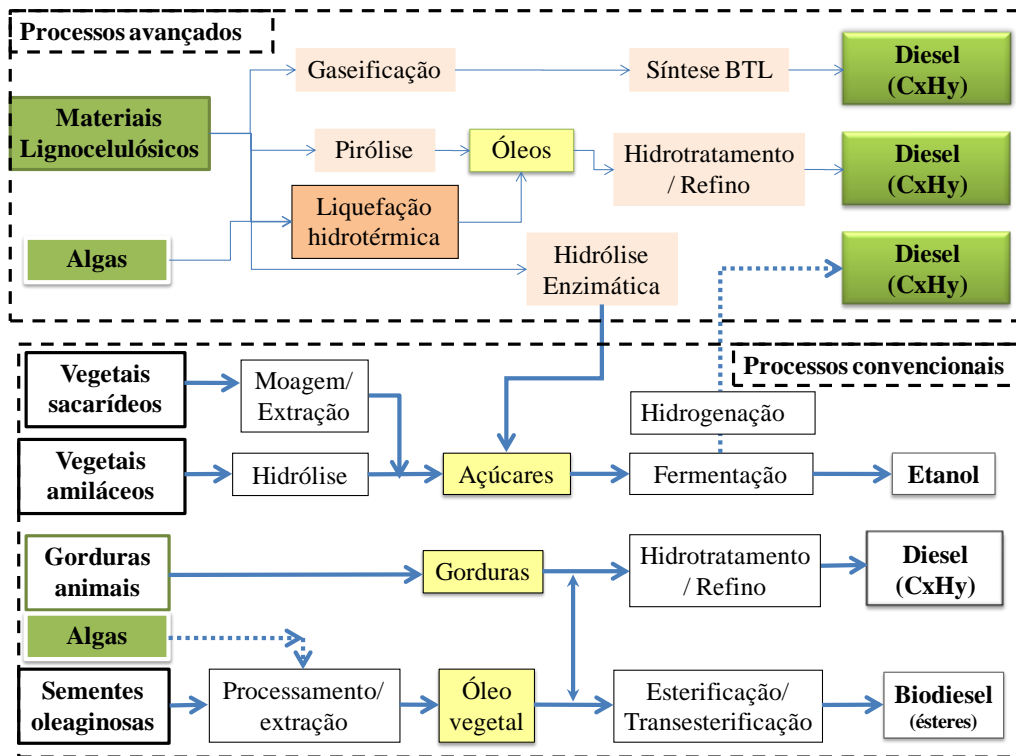 Processos avançados
Gaseificação
Síntese BTL
Diesel
(CxHy)
Materiais
Lignocelulósicos
Pirólise
Óleos
Hidrotratamento
/ Refino
Diesel
(CxHy)
Liquefação
hidrotérmica
Algas
Hidrólise
Enzimática
Diesel
(CxHy)
Processos convencionais
Vegetais
sacarídeos
Moagem/
Extração
Hidrogenação
Vegetais
amiláceos
Hidrólise
Açúcares
Fermentação
Etanol
Gorduras
animais
Gorduras
Hidrotratamento
/ Refino
Diesel
(CxHy)
Algas
Sementes
oleaginosas
Processamento/
extração
Óleo
vegetal
Esterificação/
Transesterificação
Biodiesel
(ésteres)